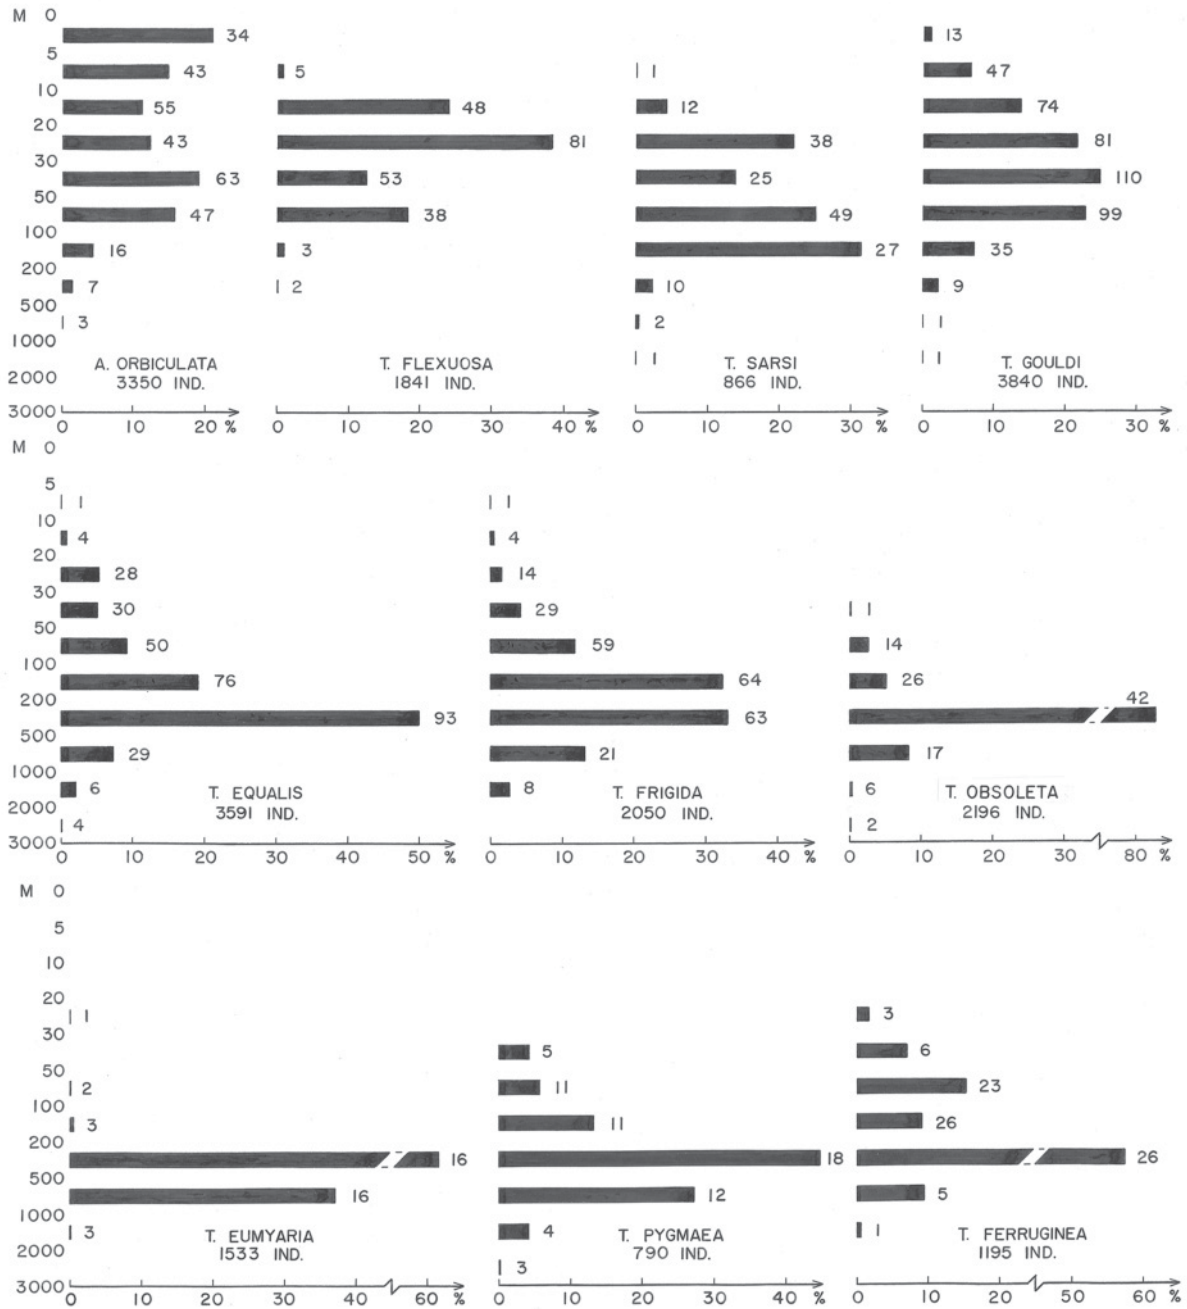 M 0
34
5
43 5 1 47
10
55 48 12 74
20
43 81 38 81
30
63 53 25 110
50
47 38 49 99
100
16 3 27 35
200
7 2 10 9
500
3 2 1
1000
A. ORBICULATA T. FLEXUOSA T. SARSI 1 T. GOULDI 1
3350 IND. 1841 IND. 866 IND. 3840 IND.
2000
3000
0 10 20 % 0 10 20 30 40 % 0 10 20 30 % 0 10 20 30 %
13
M 0
5
1 1
10
4 4
20
28 14
30
30 29 1
50
50 59 14
100
76 64 26
200
93 63 42
500
29 21 17
1000
6 T. EQUALIS 8 T. FRIGIDA 6 T. OBSOLETA
3591 IND. 2050 IND. 2196 IND.
2000
4 2
3000
0 10 20 30 40 50 % 0 10 20 30 40 % 0 10 20 30 80 %
M 0
5
10
20
1 3
30
5 6
50
2 11 23
100
3 11 26
200
16 18 26
500
16 12 5
1000
3 T. EUMYARIA 4 T. PYGMAEA 1 T. FERRUGINEA
1533 IND. 790 IND. 1195 IND.
2000
3
3000
0 10 20 30 40 60 % 0 10 20 30 40 % 0 10 20 50 60 %